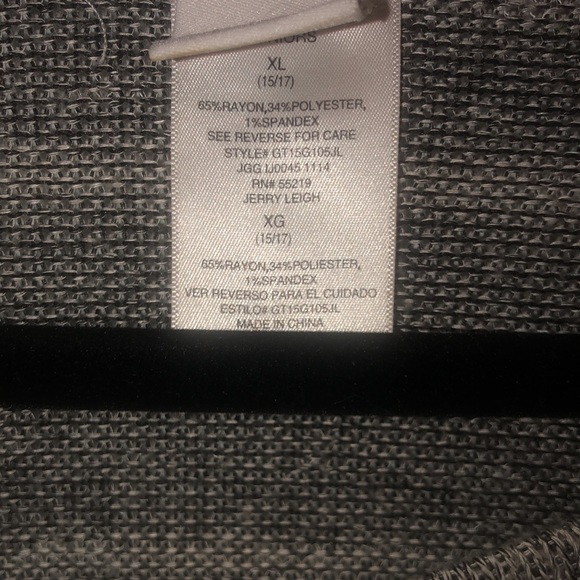 XL
(15/17)
65%RAYON,34%POLYESTER,
1%SPANDEX
SEE REVERSE FOR CARE
STYLE# GT15G105JL
JGG IJ0045 1114
RN# 55219
JERRY LEIGH
XG
(15/17)
65%RAYON,34%POLIESTER,
1%SPANDEX
VER REVERSO PARA EL CUIDADO
ESTILO# GT15G105JL
MADE IN CHINA